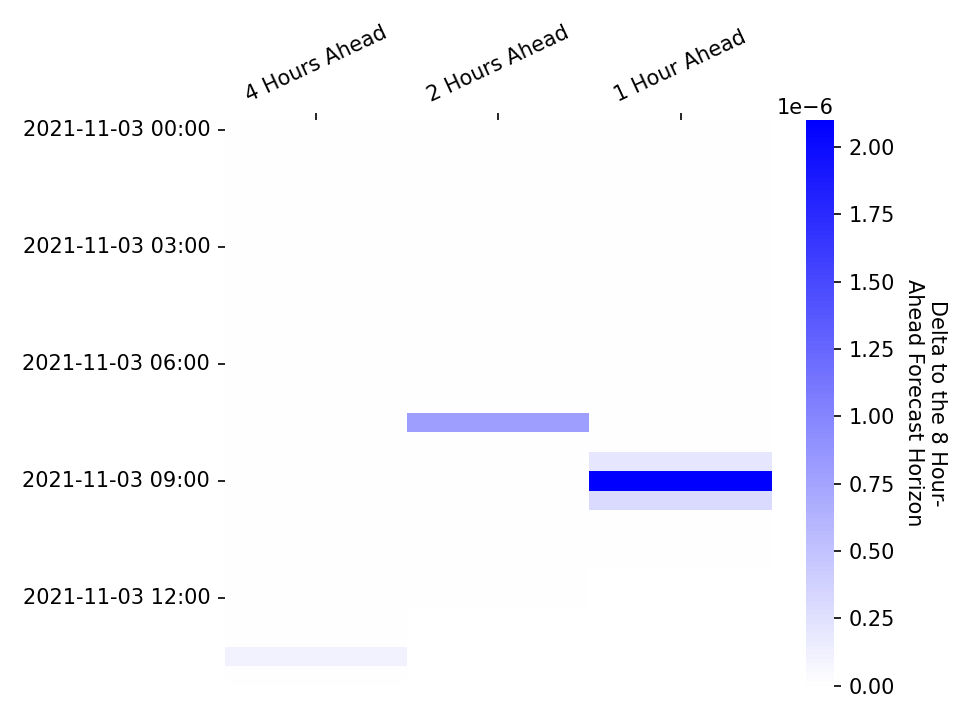 4 Hours Ahead
2 Hours Ahead
1 Hour Ahead
1e−6
2021-11-03 00:00
2021-11-03 03:00
2021-11-03 06:00
2021-11-03 09:00
2021-11-03 12:00
2.00
1.75
1.50
1.25
1.00
0.75
0.50
0.25
0.00
Delta to the 8 Hour-
Ahead Forecast Horizon